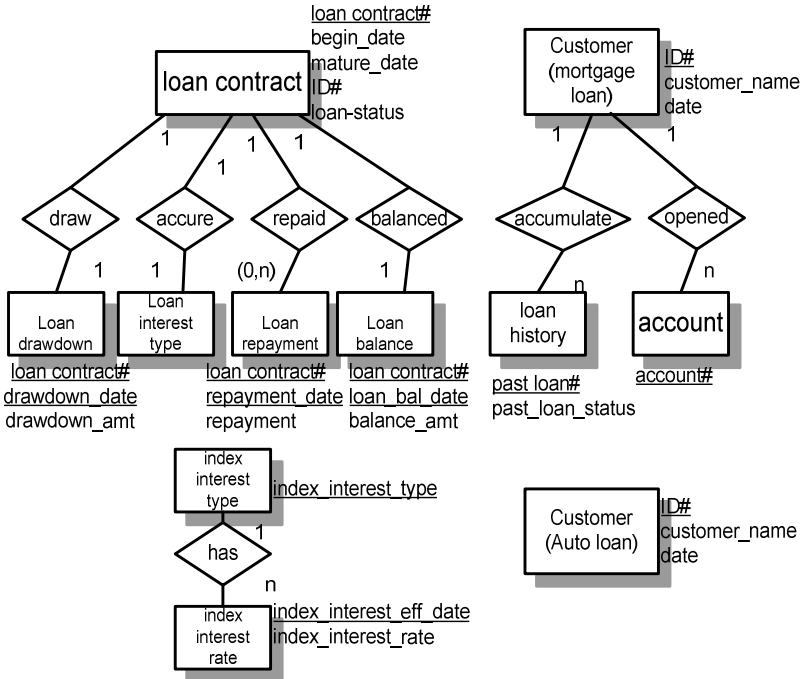 loan contract#
begin_date
mature_date
ID#
loan-status
loan contract
Customer
(mortgage
loan)
ID#
customer_name
date
1
1
1
1
1
1
draw
accure
repaid
balanced
accumulate
opened
1
1
(0,n)
1
n
n
Loan
drawdown
Loan
interest
type
Loan
repayment
Loan
balance
loan
history
account
loan contract#
drawdown_date
drawdown_amt
loan contract#
repayment_date
repayment
loan contract#
loan_bal_date
balance_amt
past loan#
past_loan_status
account#
index
interest
type
index_interest_type
1
has
n
index
interest
rate
index_interest_eff_date
index_interest_rate
Customer
(Auto loan)
ID#
customer_name
date